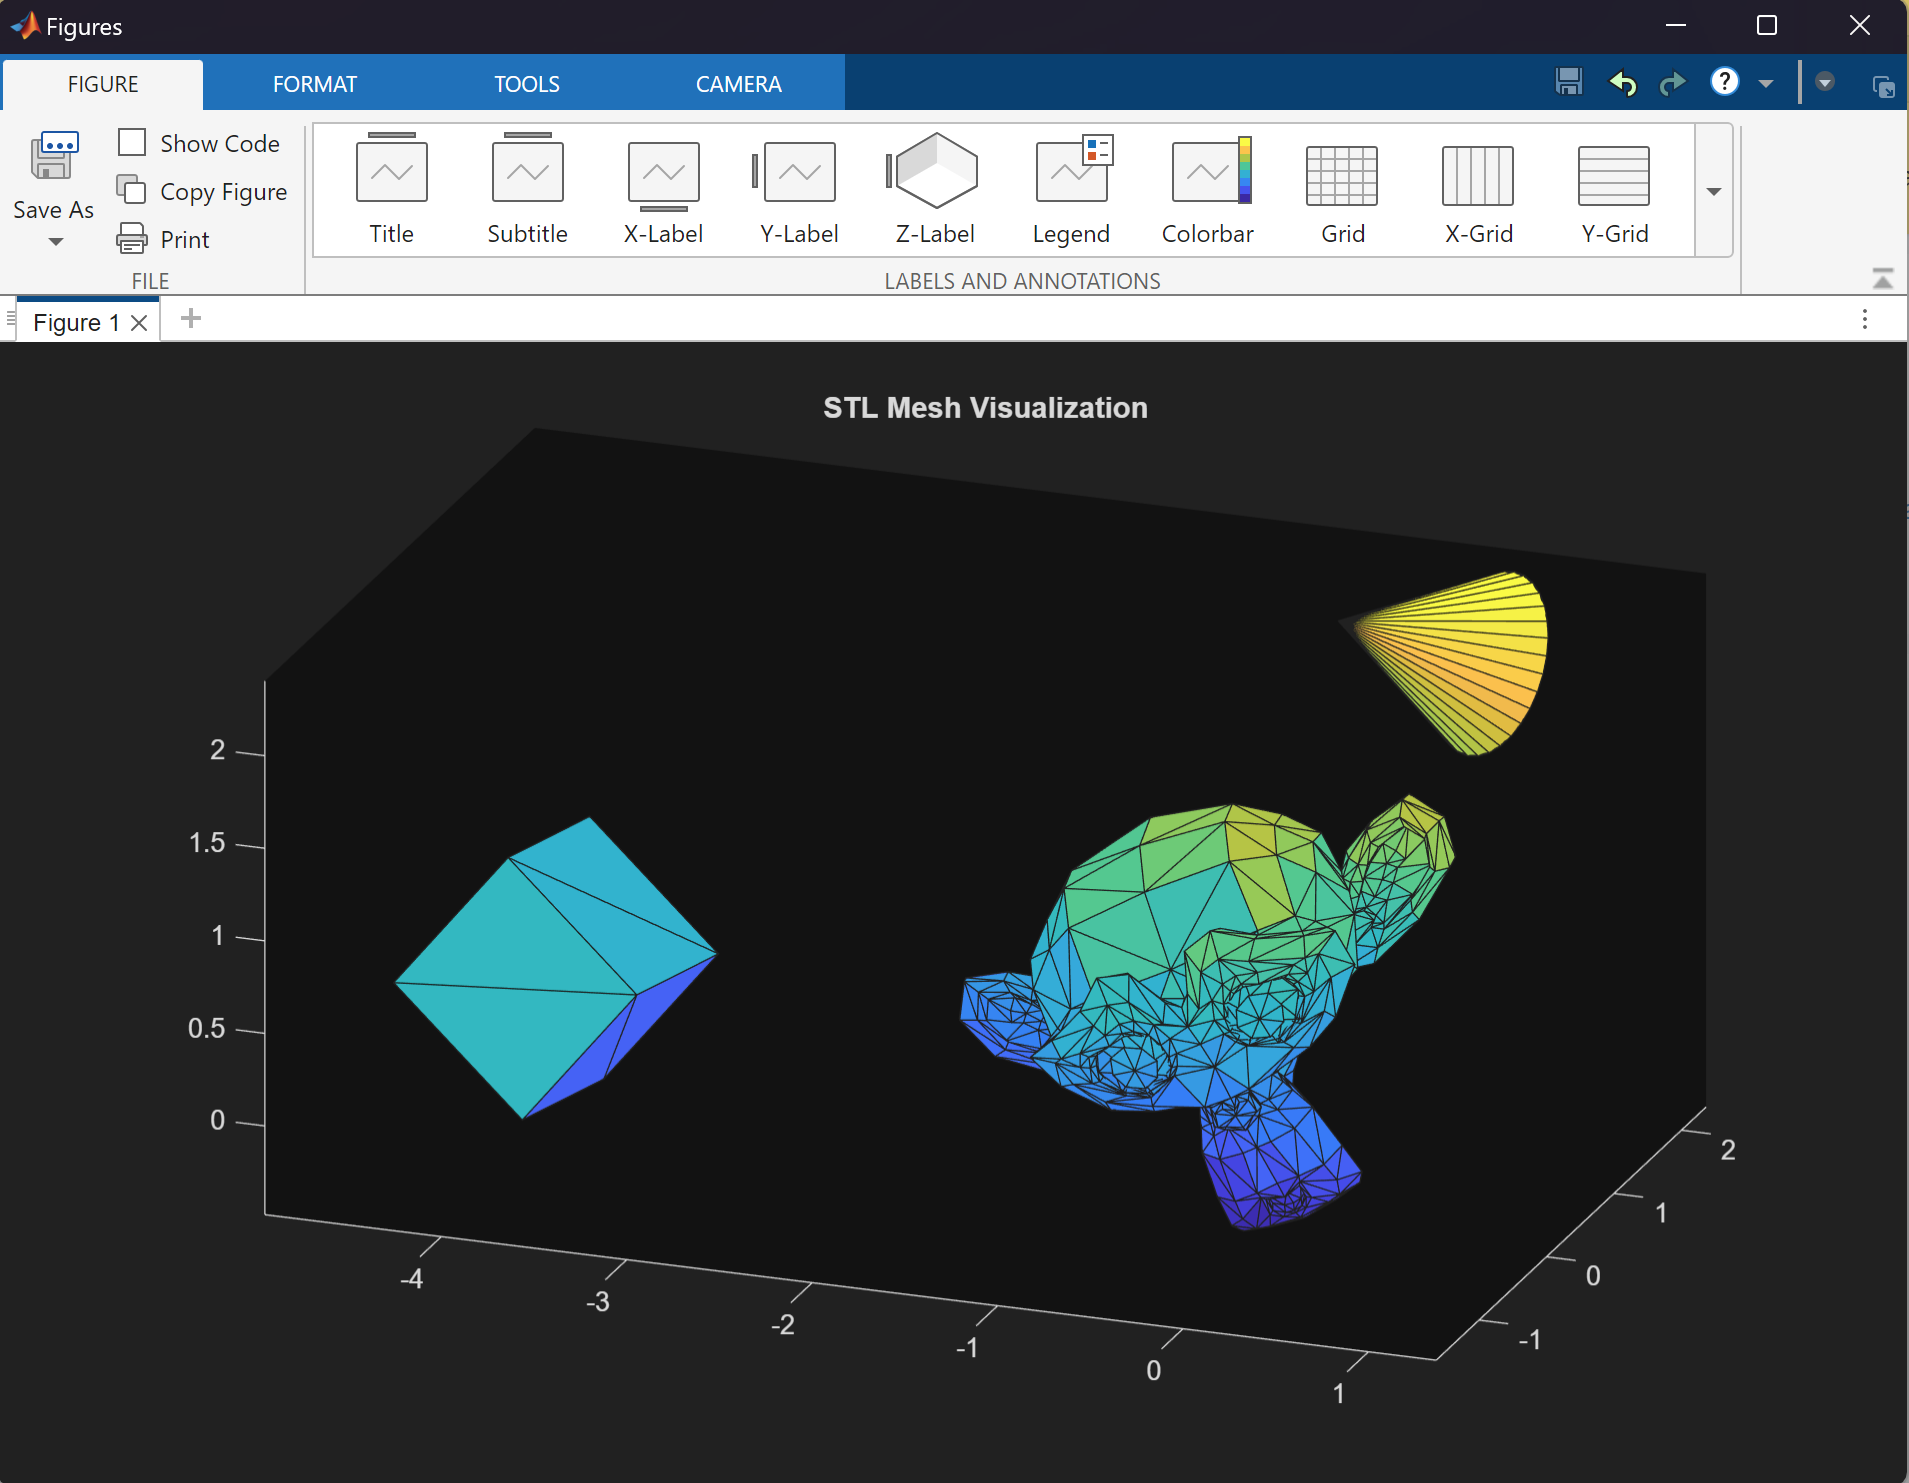 Figures
FIGURE
FORMAT
TOOLS
CAMERA
?
Save As
Show Code
Copy Figure
Print
FILE
Title
Subtitle
X-Label
Y-Label
Z-Label
Legend
Colorbar
Grid
X-Grid
Y-Grid
LABELS AND ANNOTATIONS
Figure 1
STL Mesh Visualization
2
1.5
1
0.5
0
-4
-3
-2
-1
0
1
-1
0
1
2